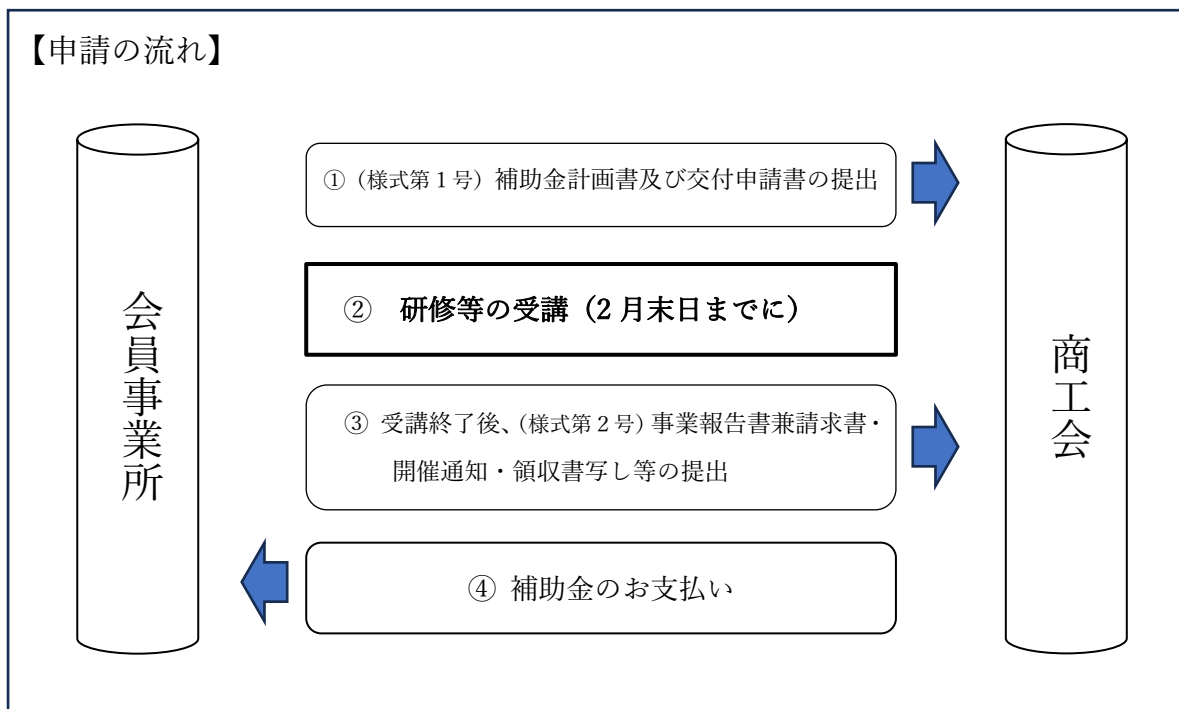 【申請の流れ】
会員事業所
①（様式第１号）補助金計画書及び交付申請書の提出
② 研修等の受講（2 月末日までに）
③ 受講終了後、（様式第２号）事業報告書兼請求書・
開催通知・領収書写し等の提出
④ 補助金のお支払い
商工会